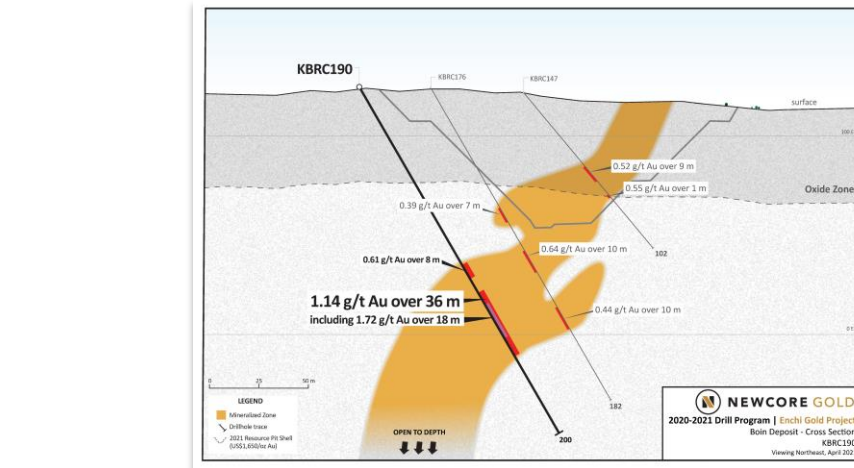 KBRC190
KBRC176
KBRC147
surface
0.52 g/t Au over 9 m
0.55 g/t Au over 1 m
Oxide Zone
0.39 g/t Au over 7 m
0.64 g/t Au over 10 m
102
0.61 g/t Au over 8 m
1.14 g/t Au over 36 m
including 1.72 g/t Au over 18 m
0.44 g/t Au over 10 m
0 25 50 m
LEGEND
Mineralized Zone
Drillhole trace
2021 Resource Pit Shell
(US$1,650/oz Au)
OPEN TO DEPTH
182
200
N NEWCORE GOLD
2020-2021 Drill Program | Enchi Gold Project
Boin Deposit - Cross Section
KBRC190
Viewing Northeast, April 202